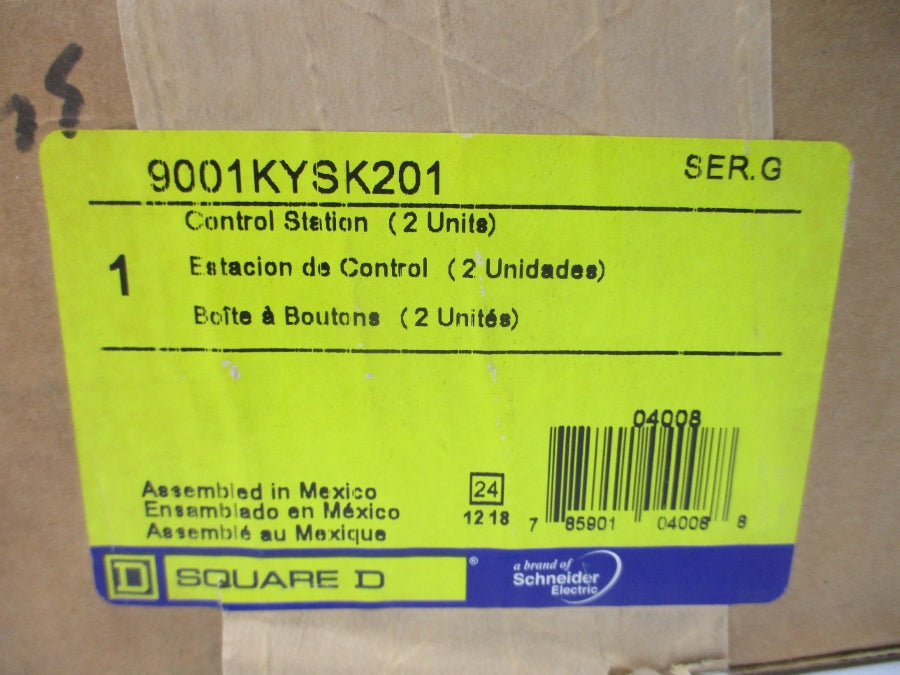 9001KYSK201 SER.G
Control Station (2 Units)
1
Estacion de Control (2 Unidades)
Boîte à Boutons (2 Unités)
04008
Assembled in Mexico
Ensamblado en México
Assemblé au Mexique
24
12 18
7 85901 04008 8
D SQUARE D ®
a brand of
Schneider
Electric